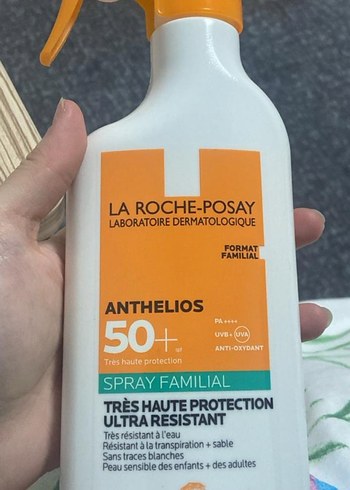 LA ROCHE-POSAY
LABORATOIRE DERMATOLOGIQUE
FORMAT
FAMILIAL
ANTHELIOS
50+
Très haute protection
PA ++++
UVB + UVA
ANTI-OXYDANT
SPRAY FAMILIAL
TRÈS HAUTE PROTECTION
ULTRA RESISTANT
Très résistant à l'eau
Résistant à la transpiration + sable
Sans traces blanches
Peau sensible des enfants + des adultes